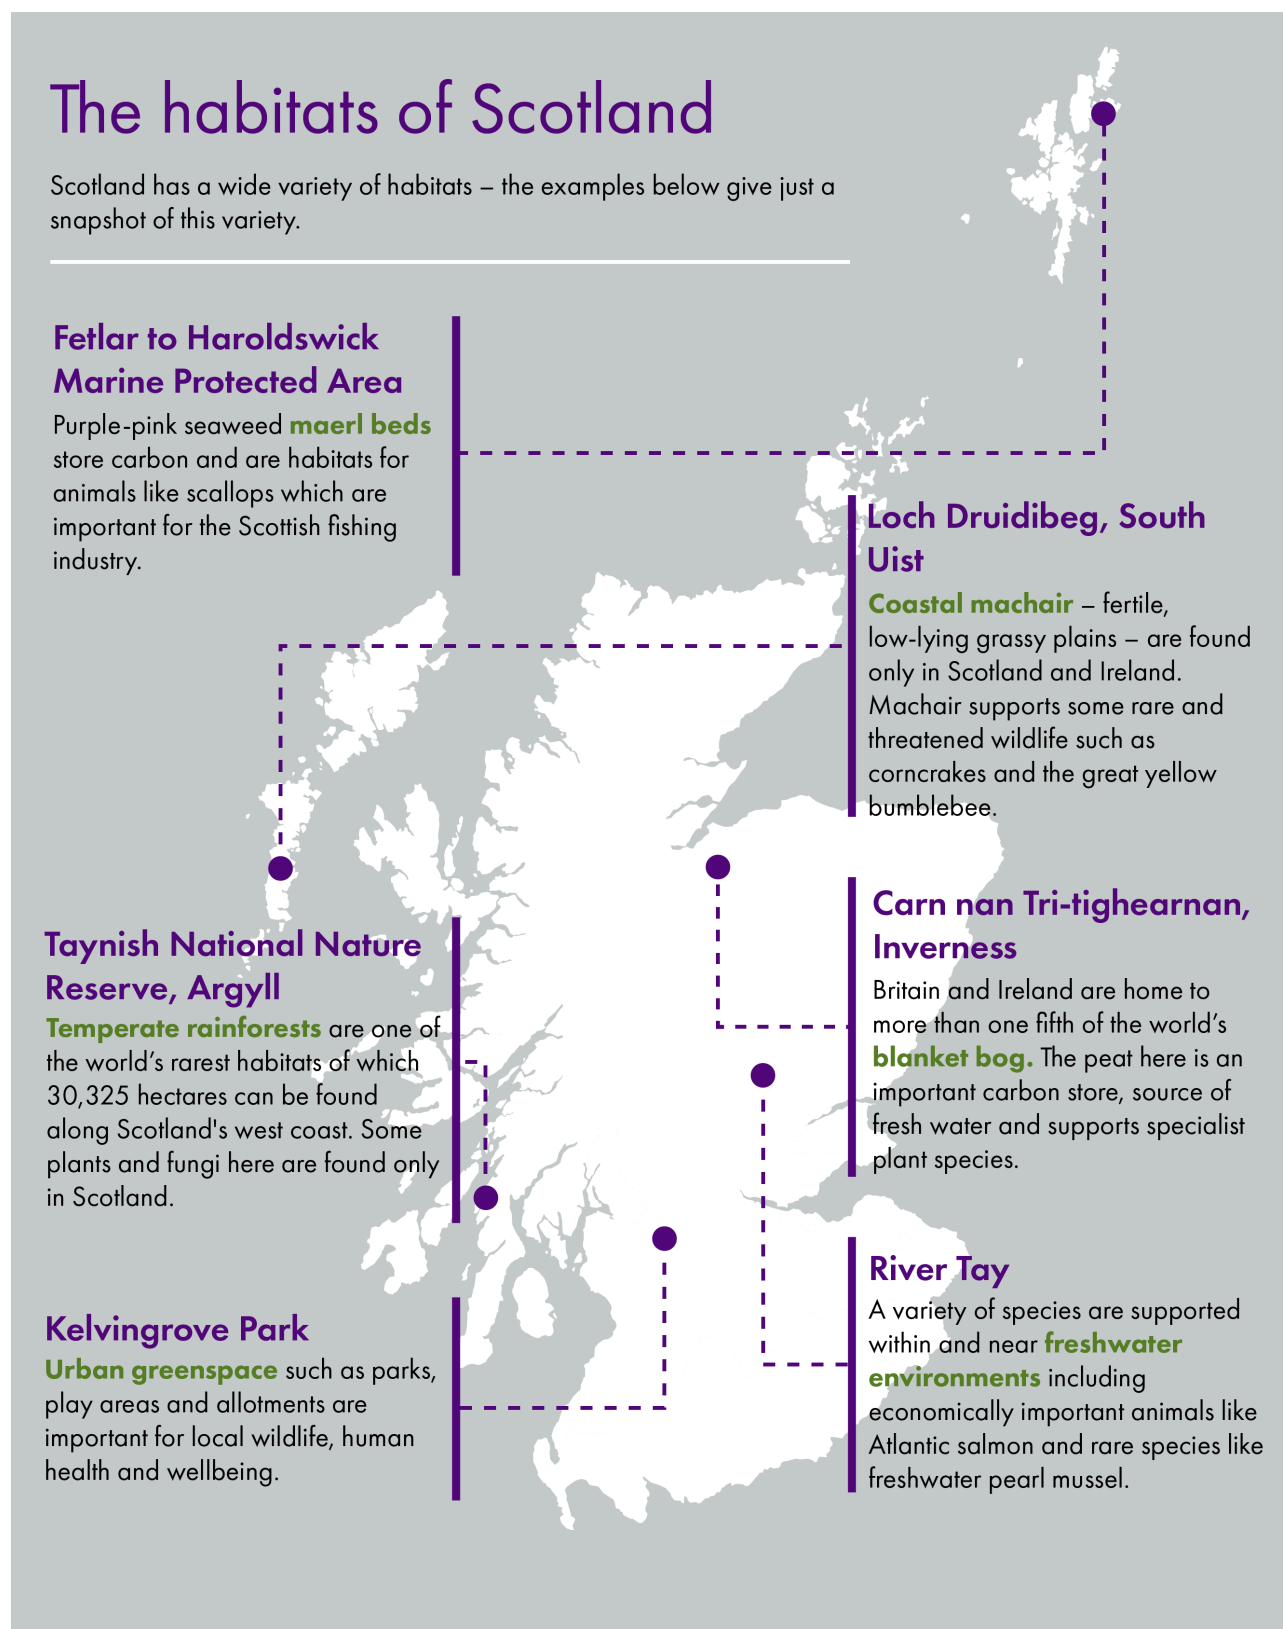 The habitats of Scotland
Scotland has a wide variety of habitats – the examples below give just a
snapshot of this variety.
Fetlar to Haroldswick
Marine Protected Area
Purple-pink seaweed maerl beds
store carbon and are habitats for
animals like scallops which are
important for the Scottish fishing
industry.
Loch Druidibeg, South
Uist
Coastal machair – fertile,
low-lying grassy plains – are found
only in Scotland and Ireland.
Machair supports some rare and
threatened wildlife such as
corncrakes and the great yellow
bumblebee.
Taynish National Nature
Reserve, Argyll
Temperate rainforests are one of
the world’s rarest habitats of which
30,325 hectares can be found
along Scotland's west coast. Some
plants and fungi here are found only
in Scotland.
Carn nan Tri-tighearnan,
Inverness
Britain and Ireland are home to
more than one fifth of the world’s
blanket bog. The peat here is an
important carbon store, source of
fresh water and supports specialist
plant species.
Kelvingrove Park
Urban greenspace such as parks,
play areas and allotments are
important for local wildlife, human
health and wellbeing.
River Tay
A variety of species are supported
within and near freshwater
environments including
economically important animals like
Atlantic salmon and rare species like
freshwater pearl mussel.